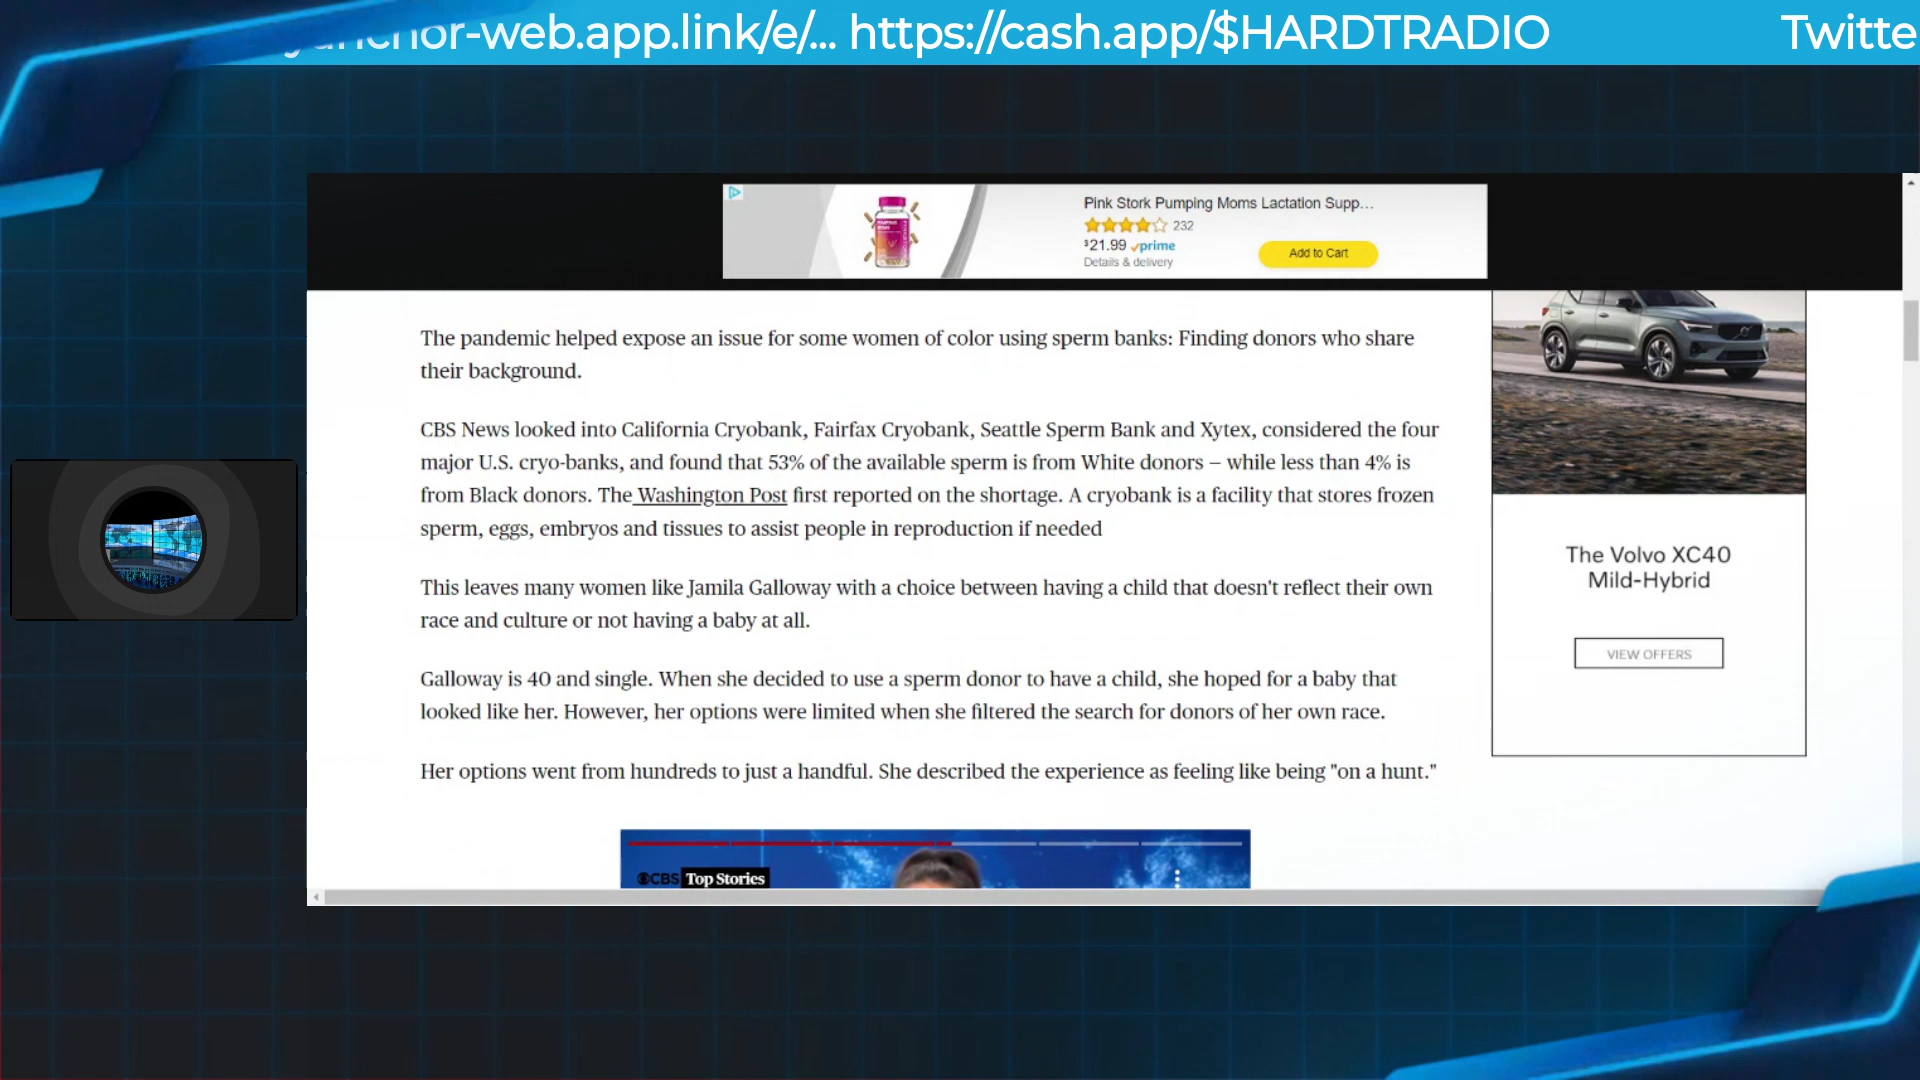 anchor-web.app.link/e/... https://cash.app/$HARDTRADIO Twitte
Pink Stork Pumping Moms Lactation Supp...
232
$21.99 prime
Details & delivery
Add to Cart
The pandemic helped expose an issue for some women of color using sperm banks: Finding donors who share
their background.
CBS News looked into California Cryobank, Fairfax Cryobank, Seattle Sperm Bank and Xytex, considered the four
major U.S. cryo-banks, and found that 53% of the available sperm is from White donors – while less than 4% is
from Black donors. The Washington Post first reported on the shortage. A cryobank is a facility that stores frozen
sperm, eggs, embryos and tissues to assist people in reproduction if needed
This leaves many women like Jamila Galloway with a choice between having a child that doesn't reflect their own
race and culture or not having a baby at all.
Galloway is 40 and single. When she decided to use a sperm donor to have a child, she hoped for a baby that
looked like her. However, her options were limited when she filtered the search for donors of her own race.
Her options went from hundreds to just a handful. She described the experience as feeling like being "on a hunt."
The Volvo XC40
Mild-Hybrid
VIEW OFFERS
CBS Top Stories